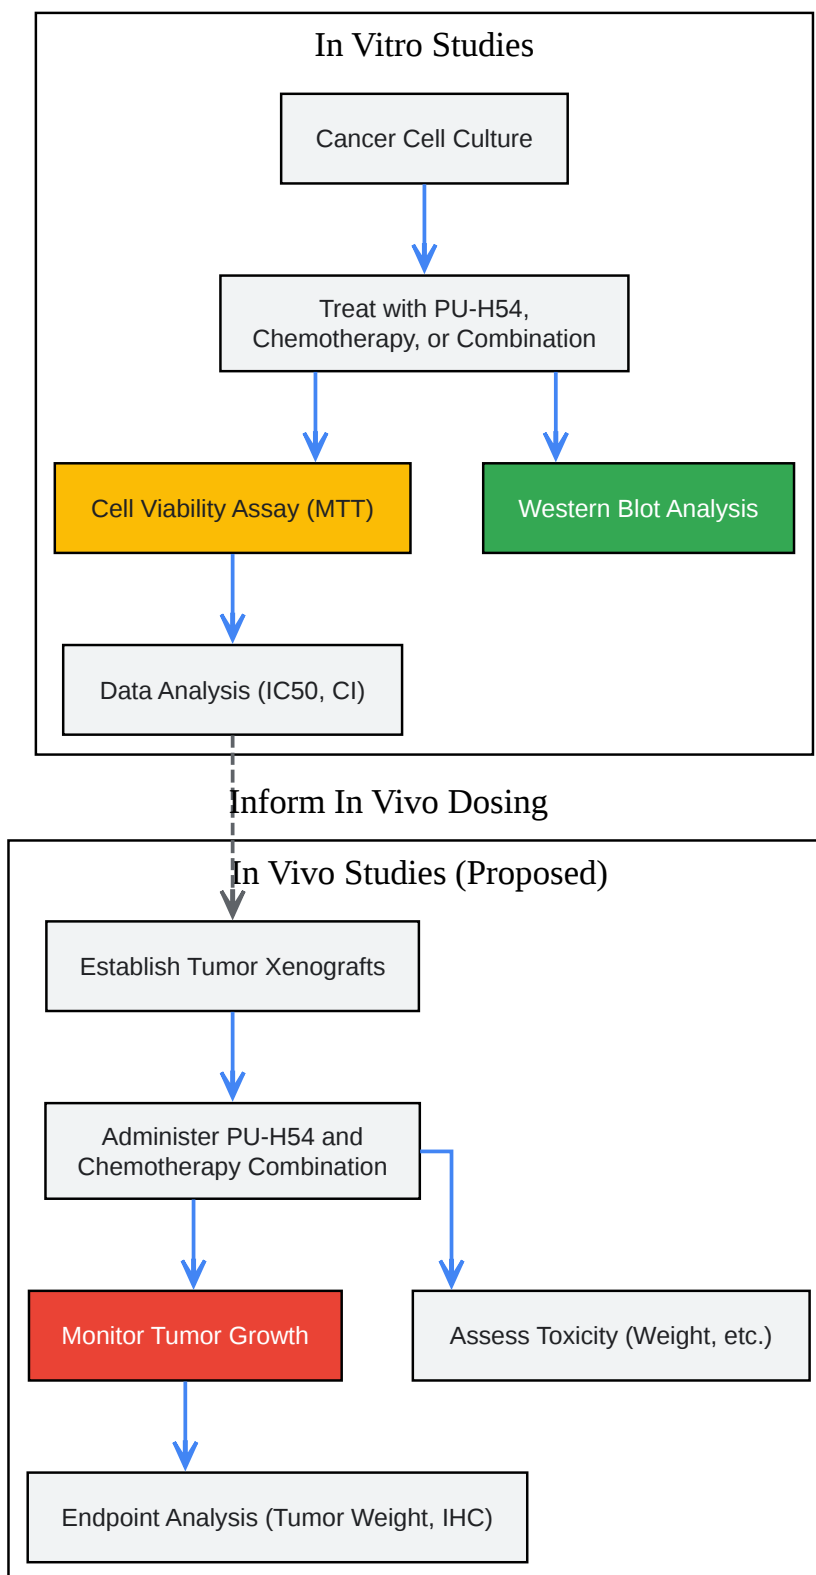 In Vitro Studies
Cancer Cell Culture
Treat with PU-H54,
Chemotherapy, or Combination
Cell Viability Assay (MTT)
Western Blot Analysis
Data Analysis (IC50, CI)
Inform In Vivo Dosing
In Vivo Studies (Proposed)
Establish Tumor Xenografts
Administer PU-H54 and
Chemotherapy Combination
Monitor Tumor Growth
Assess Toxicity (Weight, etc.)
Endpoint Analysis (Tumor Weight, IHC)